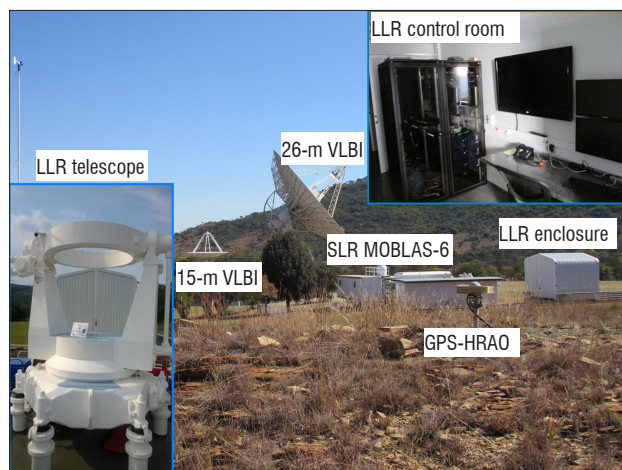 LLR control room
26-m VLBI
LLR telescope
LLR enclosure
SLR MOBLAS-6
15-m VLBI
GPS-HRAO